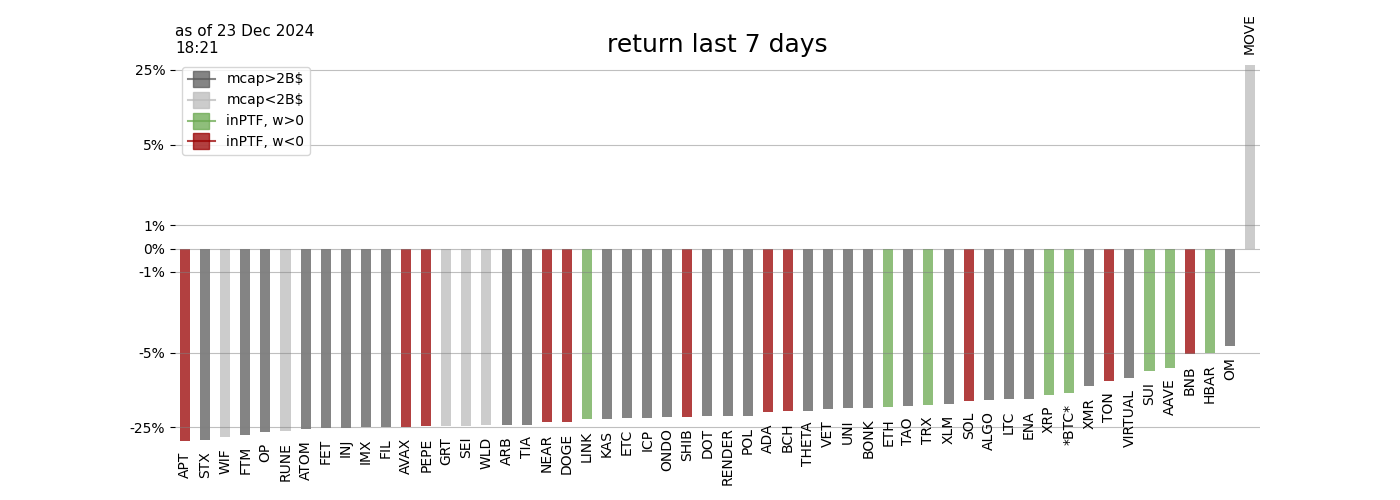 as of 23 Dec 2024
18:21
return last 7 days
mcap>2B$
mcap<2B$
inPTF, w>0
inPTF, w<0
25%
5%
1%
0%
-1%
-5%
-25%
APT
STX
WIF
FTM
OP
RUNE
ATOM
FET
INJ
IMX
FIL
AVAX
PEPE
GRT
SEI
WLD
ARB
TIA
NEAR
DOGE
LINK
KAS
ETC
ICP
ONDO
SHIB
DOT
RENDER
POL
ADA
BCH
THETA
VET
UNI
BONK
ETH
TAO
TRX
XLM
SOL
ALGO
LTC
ENA
XRP
*BTC*
XMR
TON
VIRTUAL
SUI
AAVE
BNB
HBAR
OM
MOVE